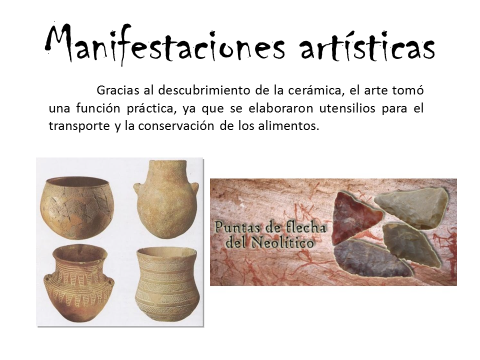 Manifestaciones artísticas
Gracias al descubrimiento de la cerámica, el arte tomó
una función práctica, ya que se elaboraron utensilios para el
transporte y la conservación de los alimentos.
Puntas de flecha
del Neolítico